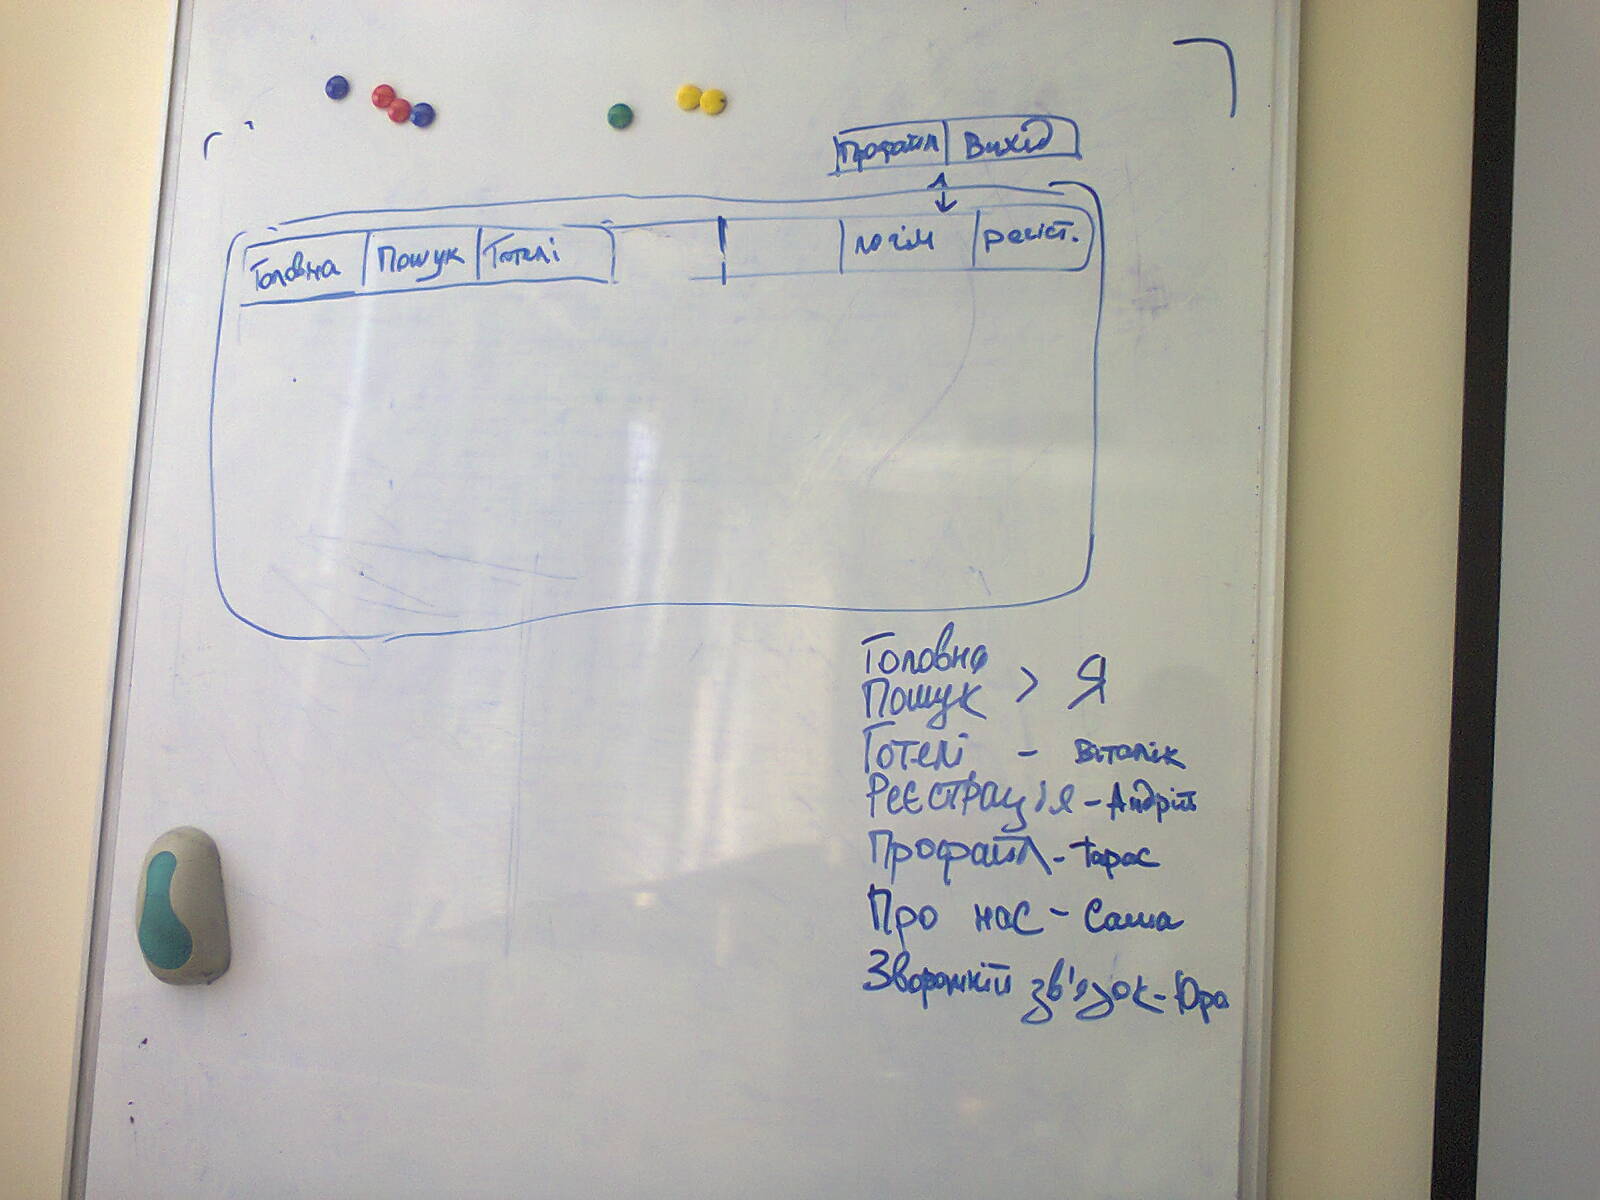 Профайл Вихід
Головна Пошук Готелі логін реєст.
Головна
Пошук > Я
Готелі - Віталік
Реєстрація - Андрій
Профайл - Тарас
Про нас - Саша
Зворотній зв'язок - Юра